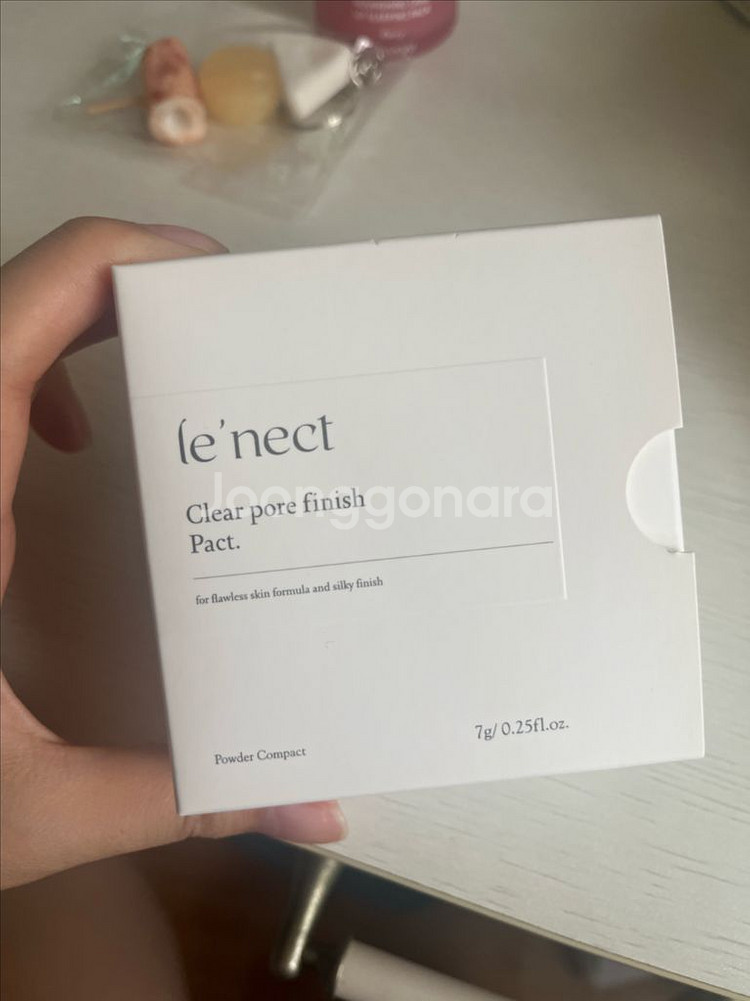 le'nect
Joonggonara
Clear pore finish
Pact.
for flawless skin formula and silky finish
7g/ 0.25fl.oz.
Powder Compact